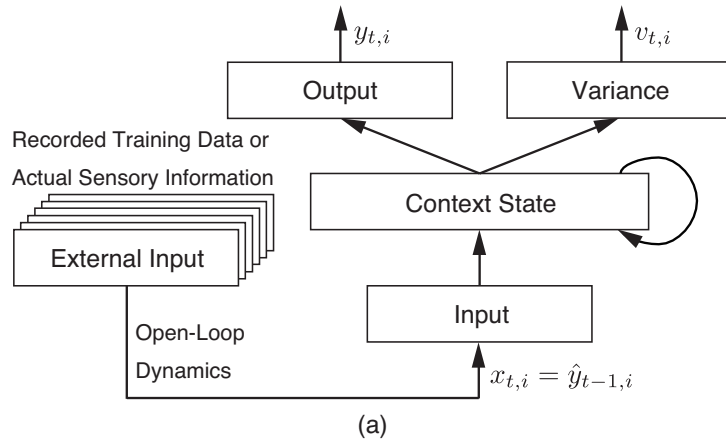 y_{t,i}
v_{t,i}
Output
Variance
Recorded Training Data or
Actual Sensory Information
Context State
External Input
Input
Open-Loop
Dynamics
x_{t,i} = ŷ_{t−1,i}
(a)